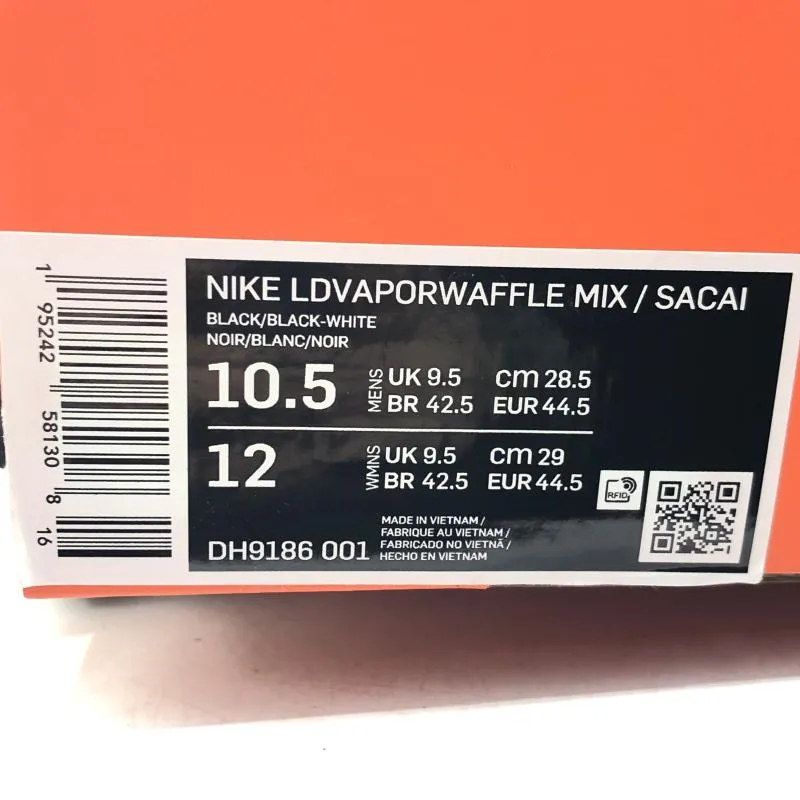 NIKE LDVAPORWAFFLE MIX / SACAI
BLACK/BLACK-WHITE
NOIR/BLANC/NOIR
10.5 MENS UK 9.5 cm 28.5
BR 42.5 EUR 44.5
12 WMNS UK 9.5 cm 29
BR 42.5 EUR 44.5
RFID
DH9186 001
MADE IN VIETNAM /
FABRIQUE AU VIETNAM /
FABRICADO NO VIETNÃ /
HECHO EN VIETNAM
1 95242 58130 8 16